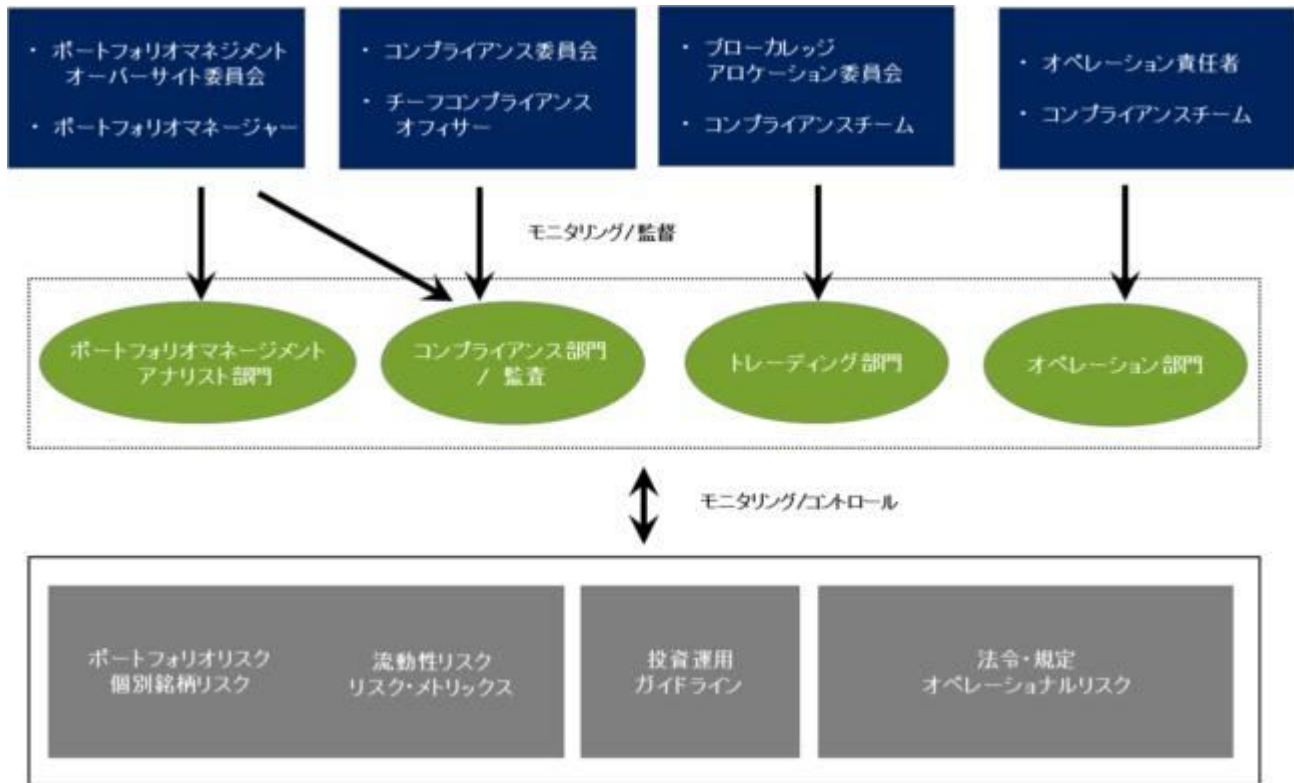 ・ ポートフォリオマネジメント
オーバーサイト委員会
・ ポートフォリオマネージャー
・ コンプライアンス委員会
・ チーフコンプライアンス
オフィサー
・ ブローカレッジ
アロケーション委員会
・ コンプライアンスチーム
・ オペレーション責任者
・ コンプライアンスチーム
モニタリング/監督
ポートフォリオマネージメント
アナリスト部門
コンプライアンス部門
/ 監査
トレーディング部門
オペレーション部門
モニタリング/コントロール
ポートフォリオリスク
個別銘柄リスク
流動性リスク
リスク・メトリックス
投資運用
ガイドライン
法令・規定
オペレーショナルリスク